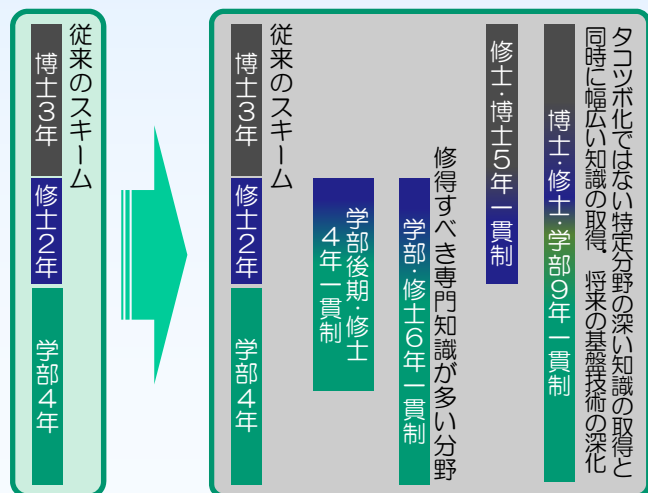 従来のスキーム
博士3年
修士2年
学部4年
タコツボ化ではない特定分野の深い知識の取得と
同時に幅広い知識の取得，将来の基盤技術の深化
博士・修士・学部9年一貫制
修士・博士5年一貫制
修得すべき専門知識が多い分野
学部・修士6年一貫制
学部後期・修士
4年一貫制
従来のスキーム
博士3年
修士2年
学部4年